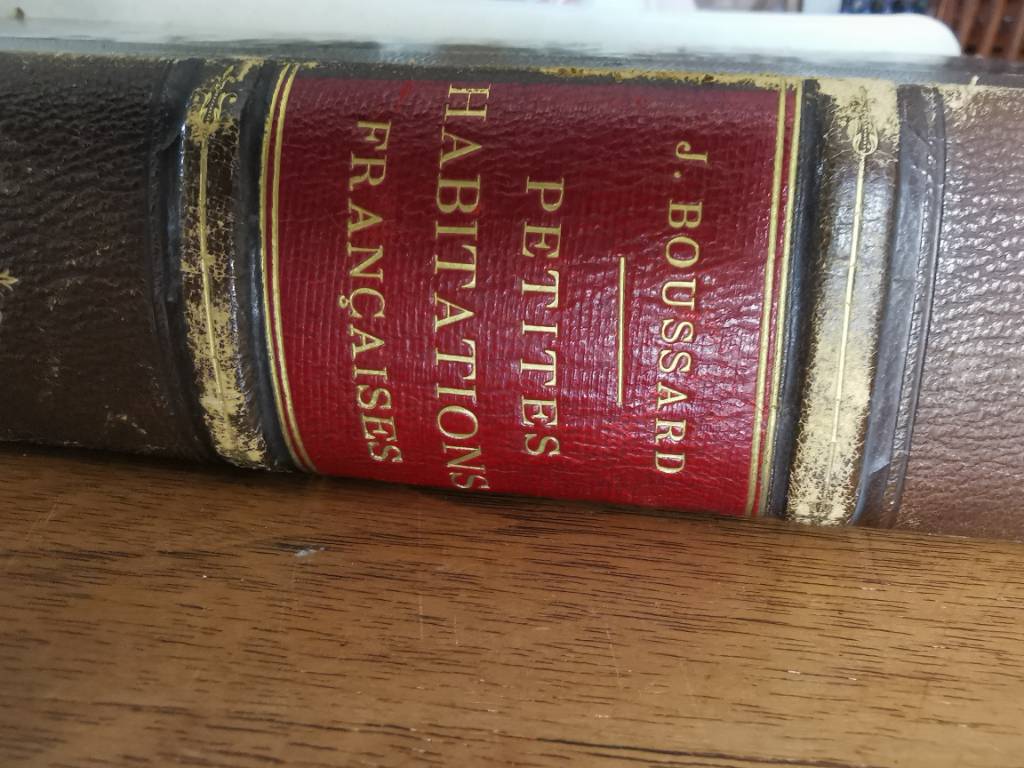 J. BOUSSARD
PETITES
HABITATIONS
FRANÇAISES